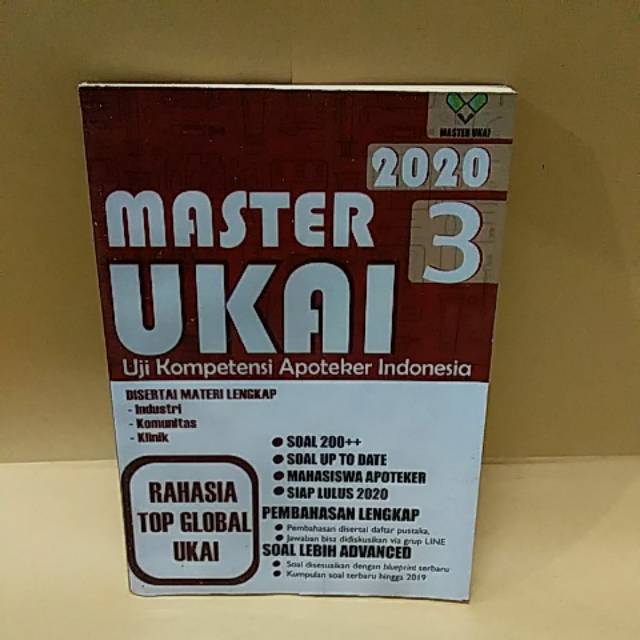 MASTER UKAI
2020
MASTER
3
UKAI
Uji Kompetensi Apoteker Indonesia
DISERTAI MATERI LENGKAP
- Industri
- Komunitas
- Klinik
● SOAL 200++
● SOAL UP TO DATE
● MAHASISWA APOTEKER
● SIAP LULUS 2020
RAHASIA
TOP GLOBAL
UKAI
PEMBAHASAN LENGKAP
● Pembahasan disertai daftar pustaka,
● Jawaban bisa didiskusikan via grup LINE
SOAL LEBIH ADVANCED
● Soal disesuaikan dengan blueprint terbaru
● Kumpulan soal terbaru hingga 2019